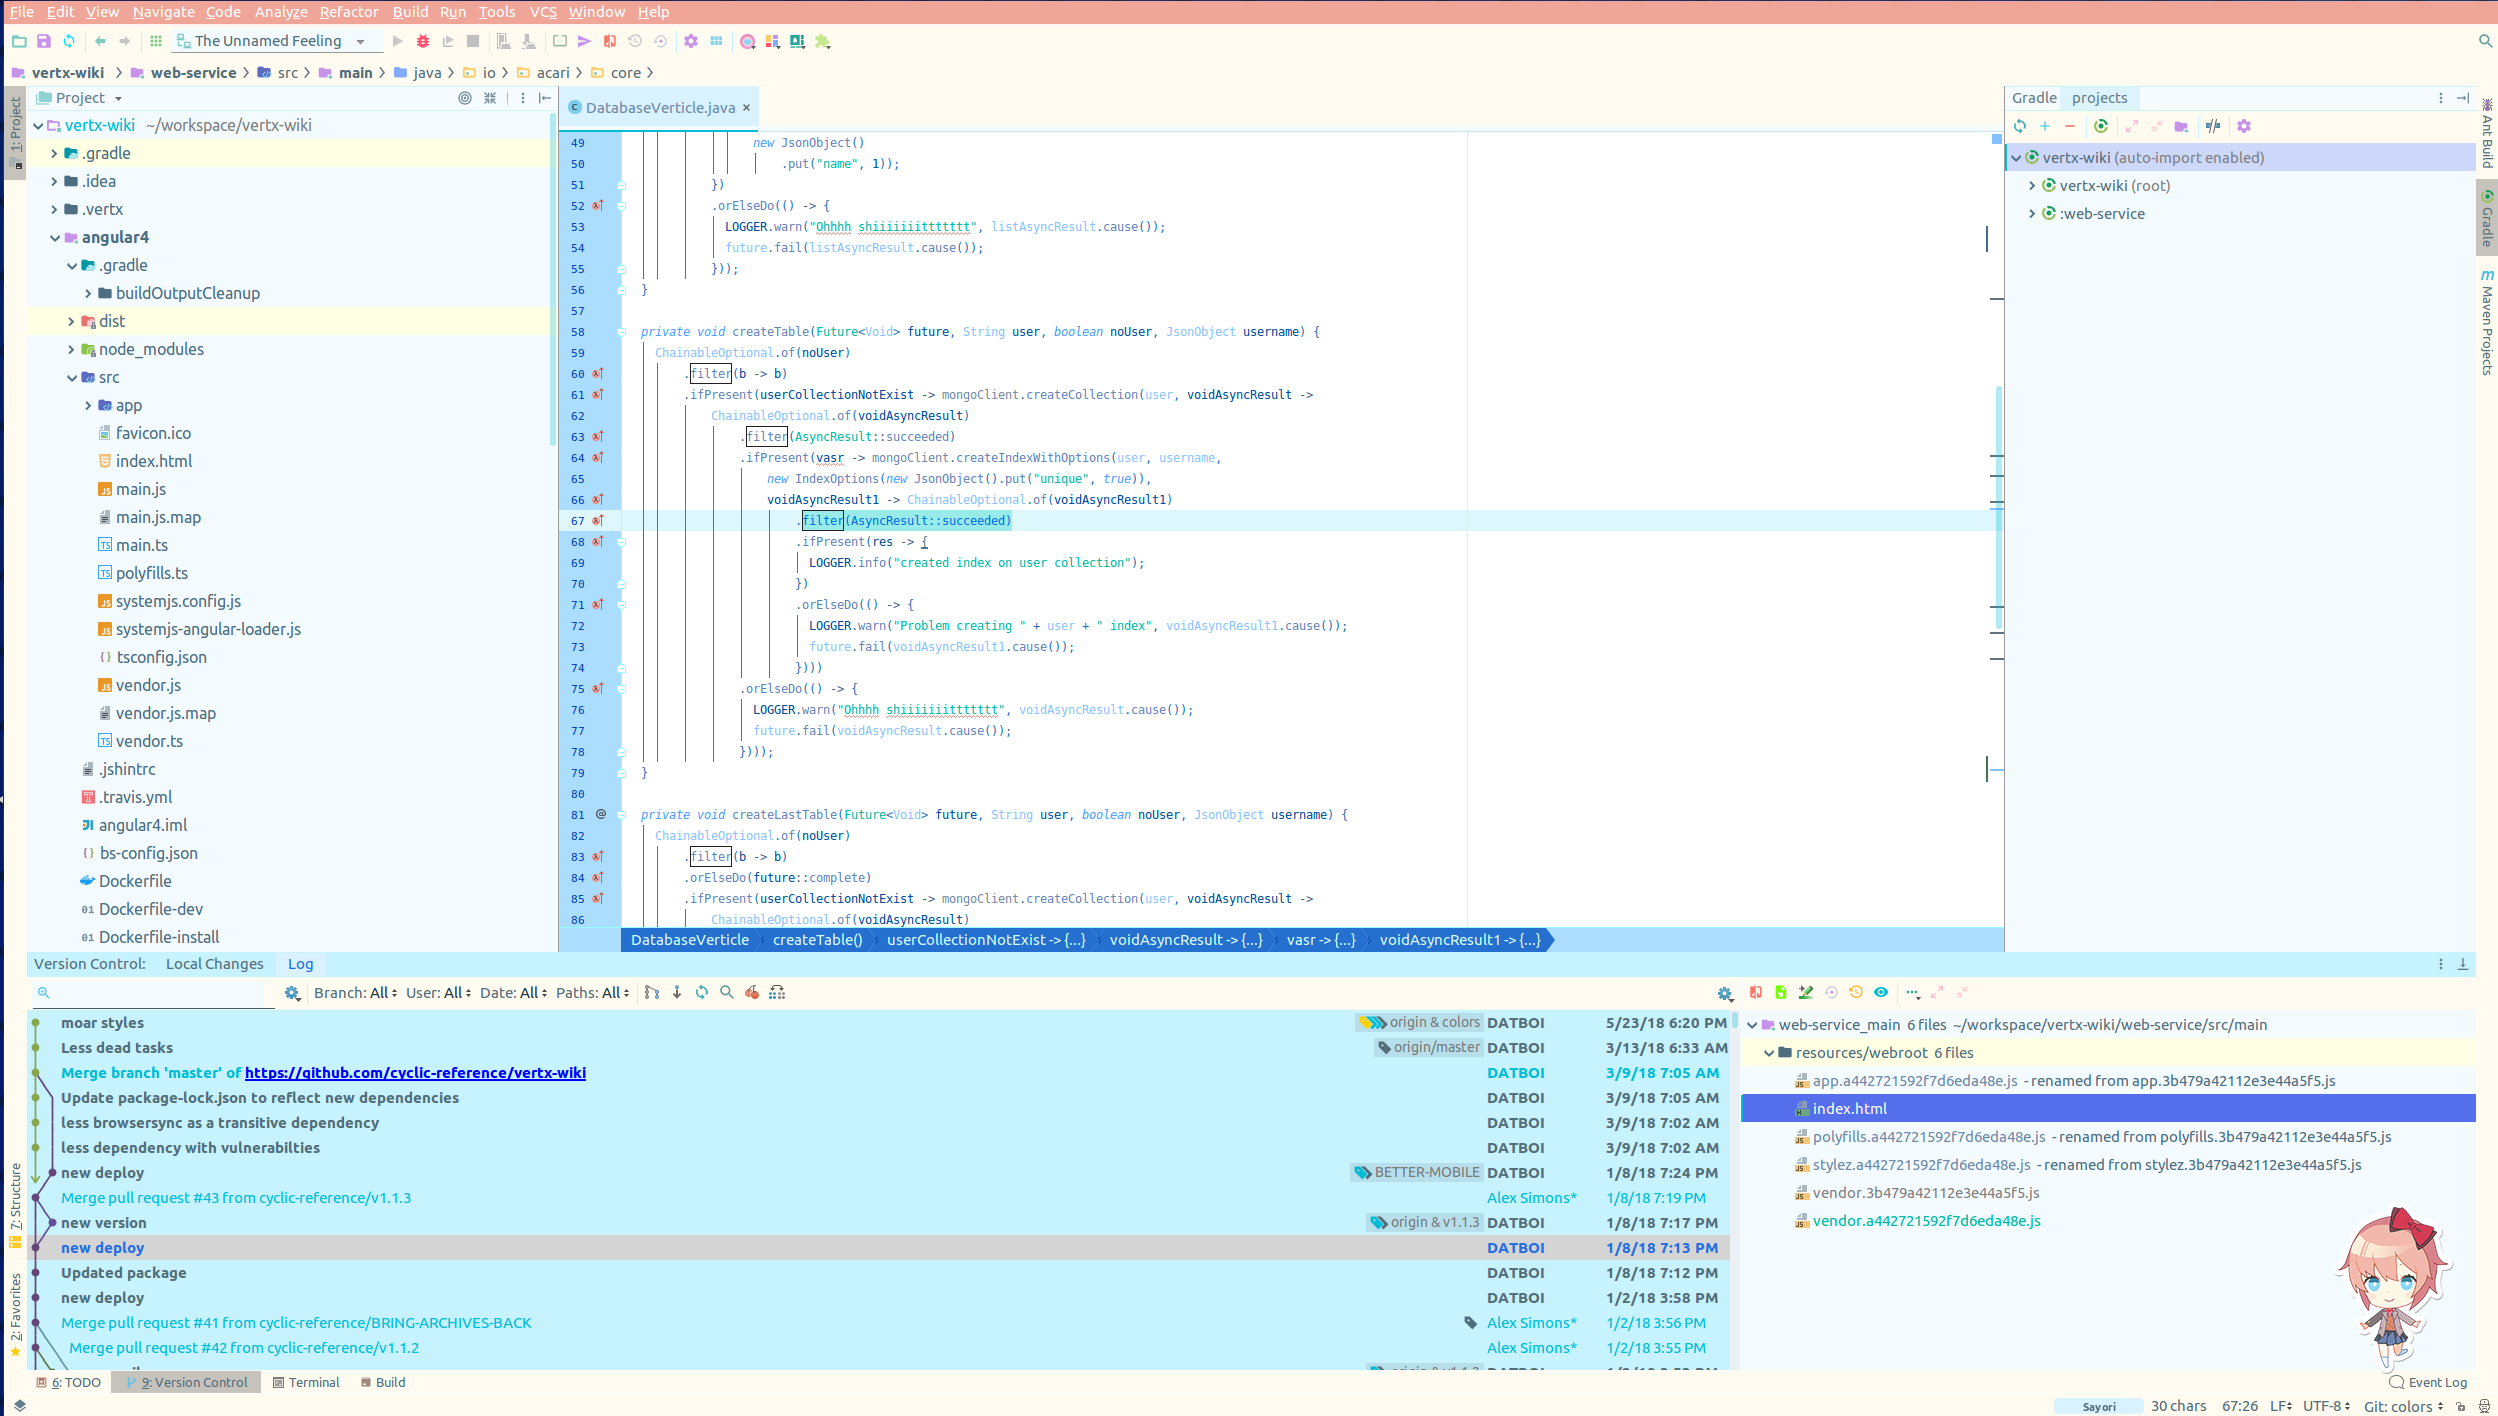 File Edit View Navigate Code Analyze Refactor Build Run Tools VCS Window Help
The Unnamed Feeling
vertx-wiki web-service src main java io acari core
1: Project
Project
vertx-wiki ~/workspace/vertx-wiki
.gradle
.idea
.vertx
angular4
.gradle
buildOutputCleanup
dist
node_modules
src
app
favicon.ico
index.html
main.js
main.js.map
main.ts
polyfills.ts
systemjs.config.js
systemjs-angular-loader.js
tsconfig.json
vendor.js
vendor.js.map
vendor.ts
.jshintrc
.travis.yml
angular4.iml
bs-config.json
Dockerfile
Dockerfile-dev
Dockerfile-install
DatabaseVerticle.java
49 new JsonObject()
50 .put("name", 1));
51 })
52 .orElseDo(() -> {
53 LOGGER.warn("Ohhhh shiiiiiiittttttt", listAsyncResult.cause());
54 future.fail(listAsyncResult.cause());
55 }));
56 }
57
58 private void createTable(Future<Void> future, String user, boolean noUser, JsonObject username) {
59 ChainableOptional.of(noUser)
60 .filter(b -> b)
61 .ifPresent(userCollectionNotExist -> mongoClient.createCollection(user, voidAsyncResult ->
62 ChainableOptional.of(voidAsyncResult)
63 .filter(AsyncResult::succeeded)
64 .ifPresent(vasr -> mongoClient.createIndexWithOptions(user, username,
65 new IndexOptions(new JsonObject().put("unique", true)),
66 voidAsyncResult1 -> ChainableOptional.of(voidAsyncResult1)
67 .filter(AsyncResult::succeeded)
68 .ifPresent(res -> {
69 LOGGER.info("created index on user collection");
70 })
71 .orElseDo(() -> {
72 LOGGER.warn("Problem creating " + user + " index", voidAsyncResult1.cause());
73 future.fail(voidAsyncResult1.cause());
74 })))
75 .orElseDo(() -> {
76 LOGGER.warn("Ohhhh shiiiiiiittttttt", voidAsyncResult.cause());
77 future.fail(voidAsyncResult.cause());
78 })));
79 }
80
81 @ private void createLastTable(Future<Void> future, String user, boolean noUser, JsonObject username) {
82 ChainableOptional.of(noUser)
83 .filter(b -> b)
84 .orElseDo(future::complete)
85 .ifPresent(userCollectionNotExist -> mongoClient.createCollection(user, voidAsyncResult ->
86 ChainableOptional.of(voidAsyncResult)
DatabaseVerticle createTable() userCollectionNotExist -> {...} voidAsyncResult -> {...} vasr -> {...} voidAsyncResult1 -> {...}
Gradle projects
vertx-wiki (auto-import enabled)
vertx-wiki (root)
:web-service
Ant Build
Gradle
m Maven Projects
Version Control: Local Changes Log
Branch: All User: All Date: All Paths: All
moar styles origin & colors DATBOI 5/23/18 6:20 PM
Less dead tasks origin/master DATBOI 3/13/18 6:33 AM
Merge branch 'master' of https://github.com/cyclic-reference/vertx-wiki DATBOI 3/9/18 7:05 AM
Update package-lock.json to reflect new dependencies DATBOI 3/9/18 7:05 AM
less browsersync as a transitive dependency DATBOI 3/9/18 7:02 AM
less dependency with vulnerabilties DATBOI 3/9/18 7:02 AM
new deploy BETTER-MOBILE DATBOI 1/8/18 7:24 PM
Merge pull request #43 from cyclic-reference/v1.1.3 Alex Simons* 1/8/18 7:19 PM
new version origin & v1.1.3 DATBOI 1/8/18 7:17 PM
new deploy DATBOI 1/8/18 7:13 PM
Updated package DATBOI 1/8/18 7:12 PM
new deploy DATBOI 1/2/18 3:58 PM
Merge pull request #41 from cyclic-reference/BRING-ARCHIVES-BACK Alex Simons* 1/2/18 3:56 PM
Merge pull request #42 from cyclic-reference/v1.1.2 Alex Simons* 1/2/18 3:55 PM
web-service_main 6 files ~/workspace/vertx-wiki/web-service/src/main
resources/webroot 6 files
app.a442721592f7d6eda48e.js - renamed from app.3b479a42112e3e44a5f5.js
index.html
polyfills.a442721592f7d6eda48e.js - renamed from polyfills.3b479a42112e3e44a5f5.js
stylez.a442721592f7d6eda48e.js - renamed from stylez.3b479a42112e3e44a5f5.js
vendor.3b479a42112e3e44a5f5.js
vendor.a442721592f7d6eda48e.js
7: Structure
2: Favorites
6: TODO 9: Version Control Terminal Build Event Log
Sayori 30 chars 67:26 LF UTF-8 Git: colors